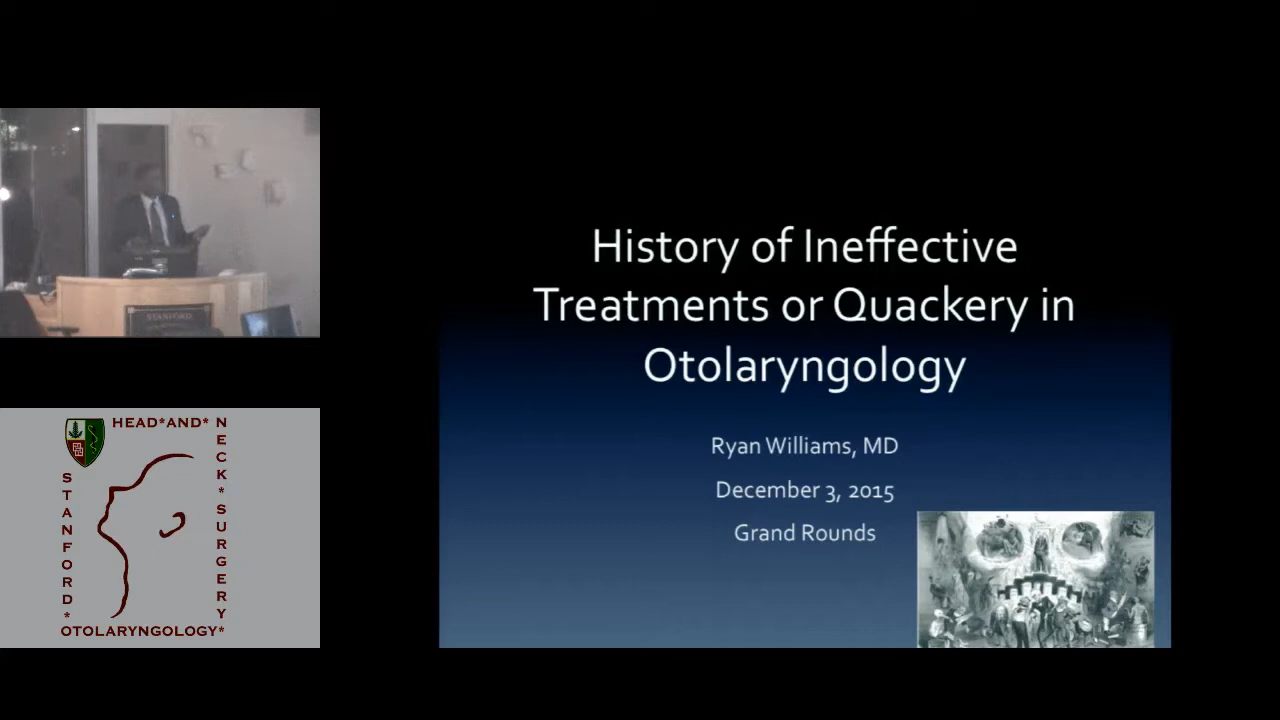 STANFORD
HEAD*AND*
NECK*SURGERY
STANFORD*
OTOLARYNGOLOGY*
History of Ineffective
Treatments or Quackery in
Otolaryngology
Ryan Williams, MD
December 3, 2015
Grand Rounds